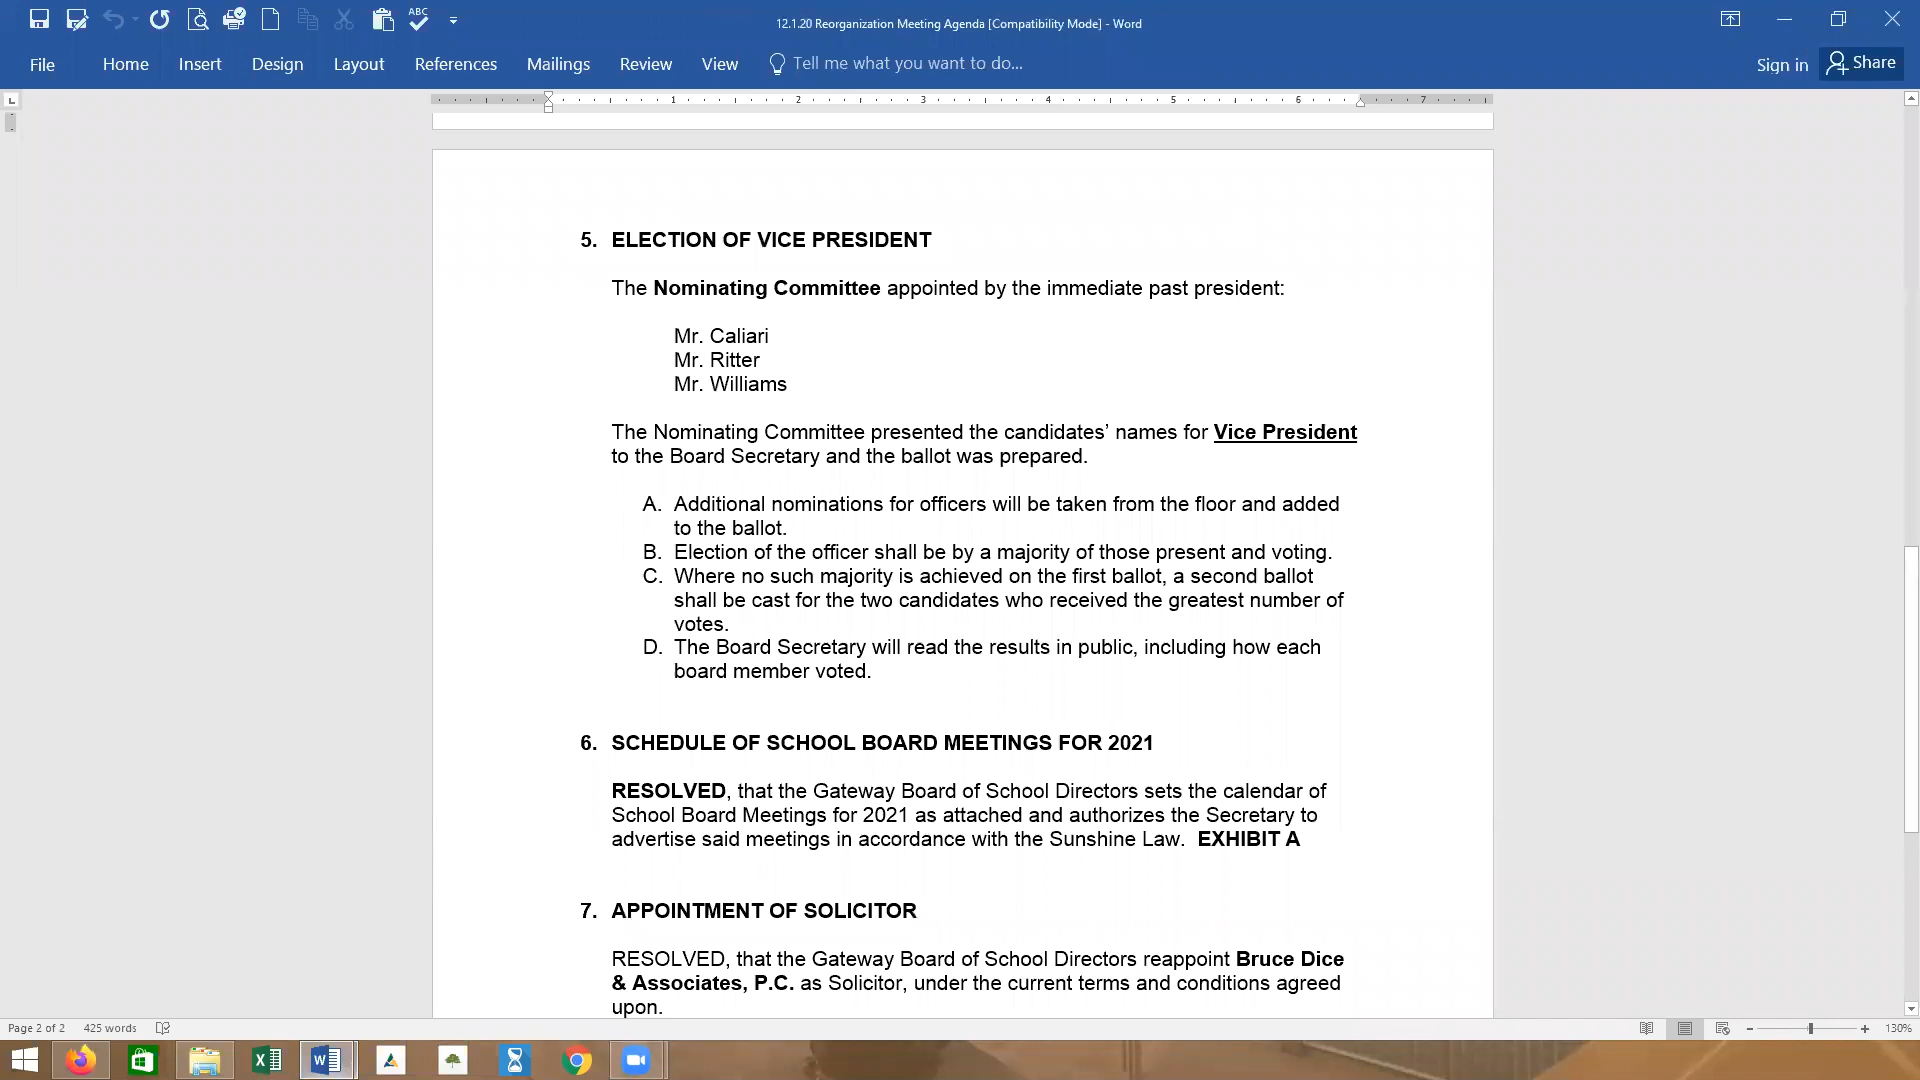 ABC
12.1.20 Reorganization Meeting Agenda [Compatibility Mode] - Word
File Home Insert Design Layout References Mailings Review View Tell me what you want to do... Sign in Share
1 2 3 4 5 6 7
5. ELECTION OF VICE PRESIDENT
The Nominating Committee appointed by the immediate past president:
Mr. Caliari
Mr. Ritter
Mr. Williams
The Nominating Committee presented the candidates’ names for Vice President
to the Board Secretary and the ballot was prepared.
A. Additional nominations for officers will be taken from the floor and added
to the ballot.
B. Election of the officer shall be by a majority of those present and voting.
C. Where no such majority is achieved on the first ballot, a second ballot
shall be cast for the two candidates who received the greatest number of
votes.
D. The Board Secretary will read the results in public, including how each
board member voted.
6. SCHEDULE OF SCHOOL BOARD MEETINGS FOR 2021
RESOLVED, that the Gateway Board of School Directors sets the calendar of
School Board Meetings for 2021 as attached and authorizes the Secretary to
advertise said meetings in accordance with the Sunshine Law. EXHIBIT A
7. APPOINTMENT OF SOLICITOR
RESOLVED, that the Gateway Board of School Directors reappoint Bruce Dice
& Associates, P.C. as Solicitor, under the current terms and conditions agreed
upon.
Page 2 of 2 425 words 130%